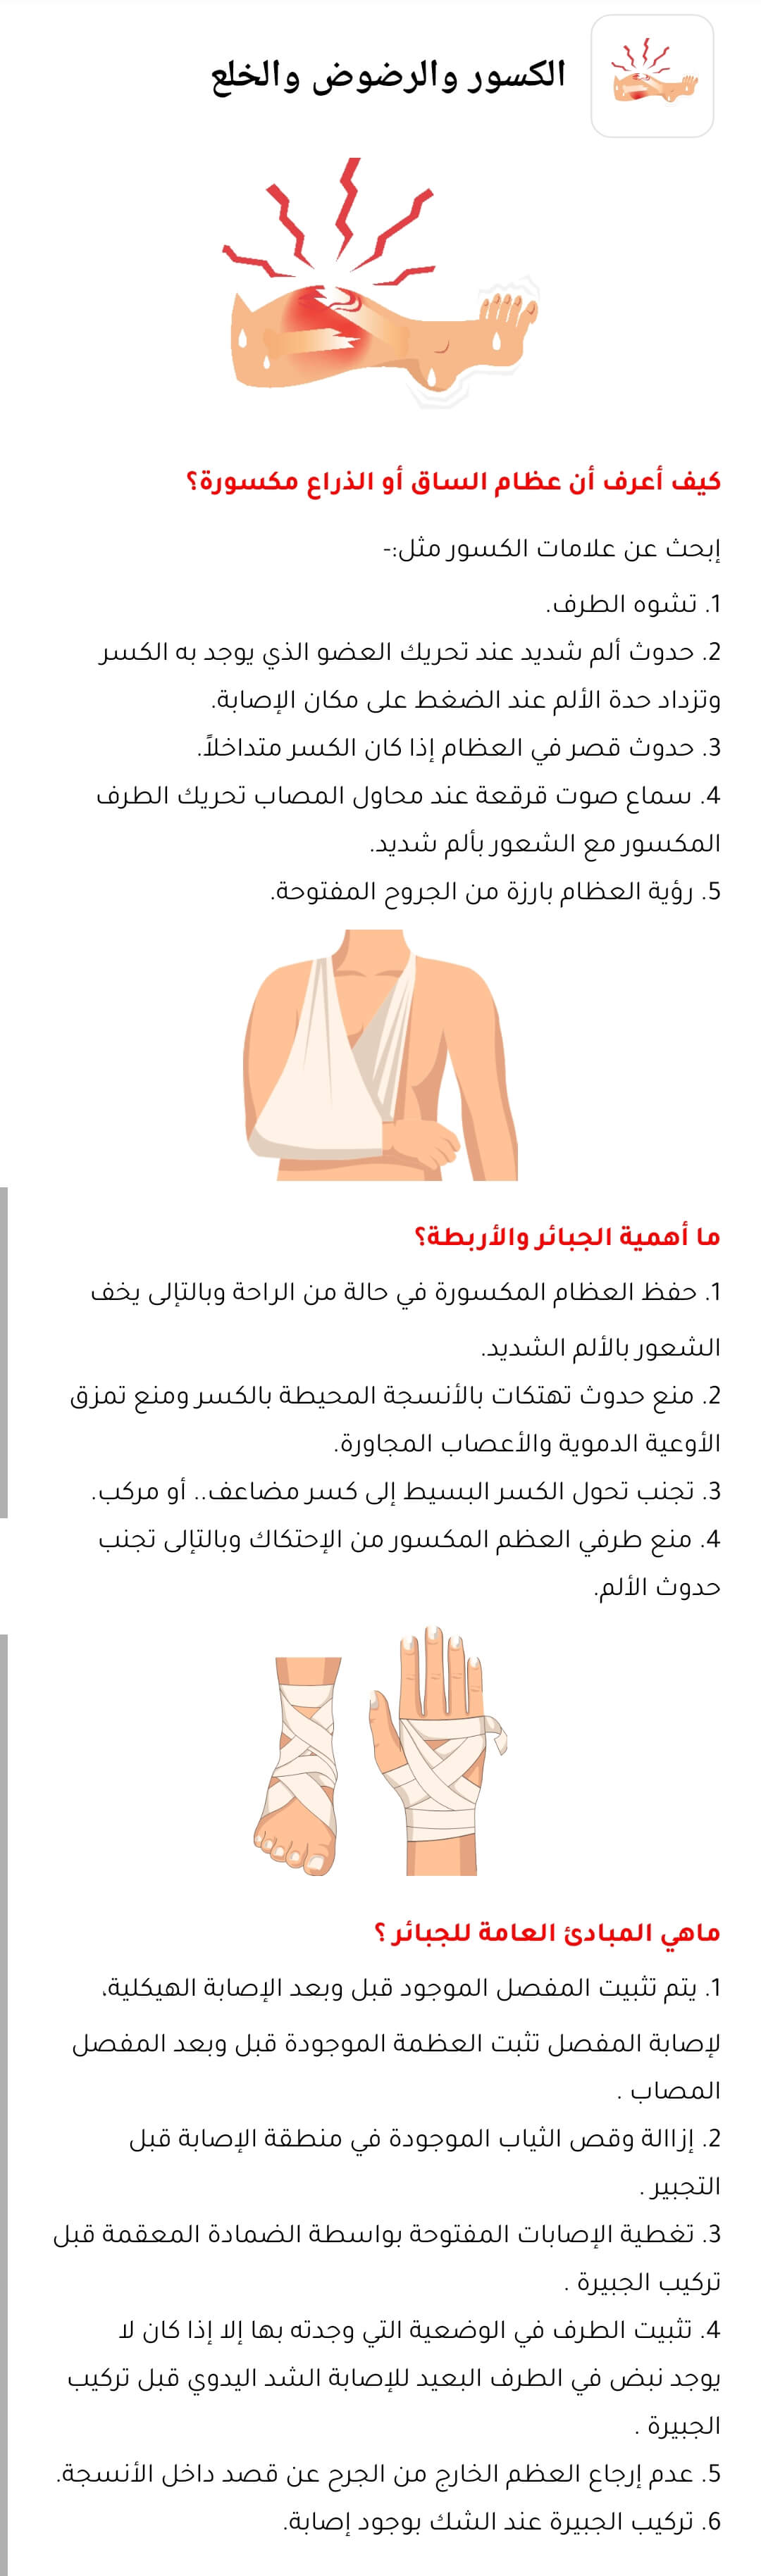 الكسور والرضوض والخلع
كيف أعرف أن عظام الساق أو الذراع مكسورة؟
إبحث عن علامات الكسور مثل:-
1. تشوه الطرف.
2. حدوث ألم شديد عند تحريك العضو الذي يوجد به الكسر
وتزداد حدة الألم عند الضغط على مكان الإصابة.
3. حدوث قصر في العظام إذا كان الكسر متداخلاً.
4. سماع صوت قرقعة عند محاول المصاب تحريك الطرف
المكسور مع الشعور بألم شديد.
5. رؤية العظام بارزة من الجروح المفتوحة.
ما أهمية الجبائر والأربطة؟
1. حفظ العظام المكسورة في حالة من الراحة وبالتإلى يخف
الشعور بالألم الشديد.
2. منع حدوث تهتكات بالأنسجة المحيطة بالكسر ومنع تمزق
الأوعية الدموية والأعصاب المجاورة.
3. تجنب تحول الكسر البسيط إلى كسر مضاعف.. أو مركب.
4. منع طرفي العظم المكسور من الإحتكاك وبالتإلى تجنب
حدوث الألم.
ماهي المبادئ العامة للجبائر ؟
1. يتم تثبيت المفصل الموجود قبل وبعد الإصابة الهيكلية،
لإصابة المفصل تثبت العظمة الموجودة قبل وبعد المفصل
المصاب .
2. إزاالة وقص الثياب الموجودة في منطقة الإصابة قبل
التجبير .
3. تغطية الإصابات المفتوحة بواسطة الضمادة المعقمة قبل
تركيب الجبيرة .
4. تثبيت الطرف في الوضعية التي وجدته بها إلا إذا كان لا
يوجد نبض في الطرف البعيد للإصابة الشد اليدوي قبل تركيب
الجبيرة .
5. عدم إرجاع العظم الخارج من الجرح عن قصد داخل الأنسجة.
6. تركيب الجبيرة عند الشك بوجود إصابة.